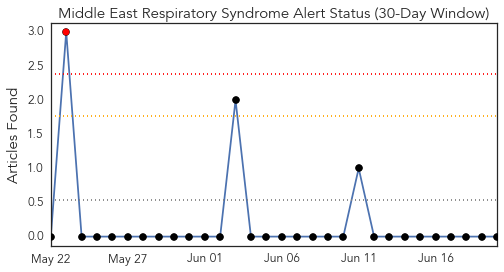 Middle East Respiratory Syndrome Alert Status (30-Day Window)
Articles Found
3.0
2.5
2.0
1.5
1.0
0.5
0.0
May 22
May 27
Jun 01
Jun 06
Jun 11
Jun 16